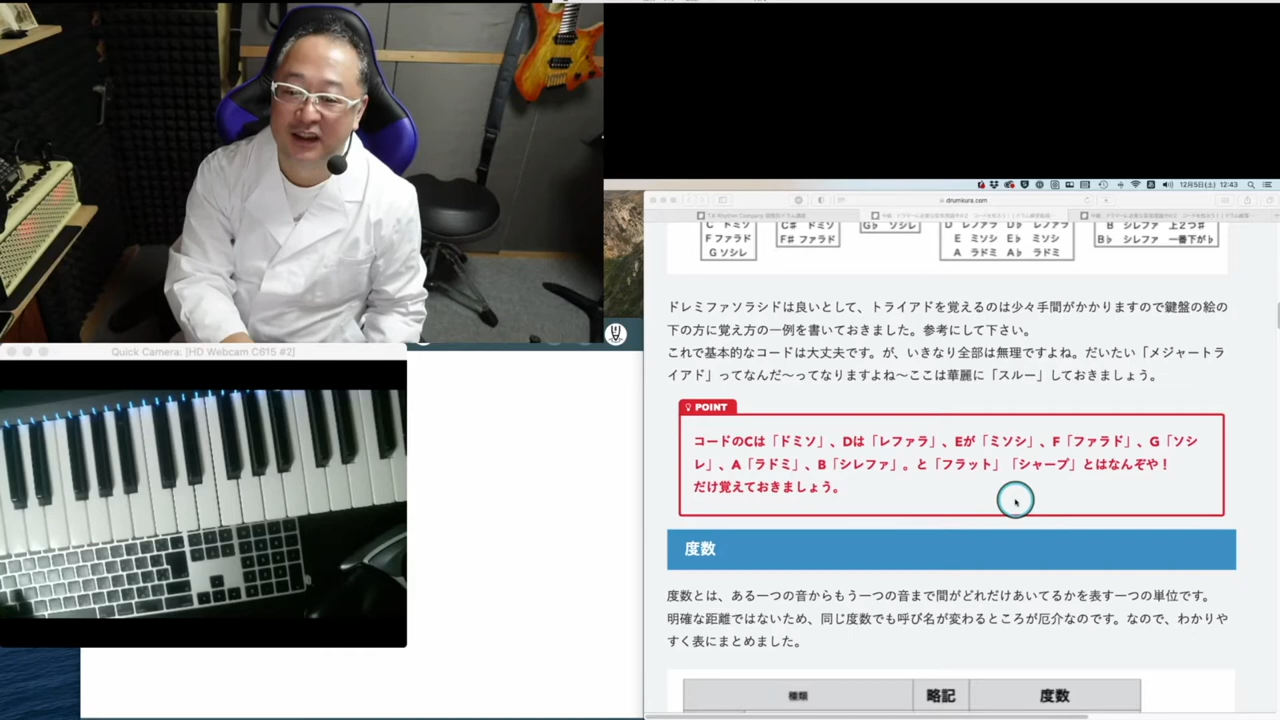 12月5日(土) 12:43
drumkura.com
C ドミソ
F ファラド
G ソシレ
C# ドミソ
F# ファラド
G♭ ソシレ
D レファラ D♭ レファラ
E ミソシ E♭ ミソシ
A ラドミ A♭ ラドミ
B シレファ 上2つ#
B♭ シレファ 一番下が♭
ドレミファソラシドは良いとして、トライアドを覚えるのは少々手間がかかりますので鍵盤の絵の
下の方に覚え方の一例を書いておきました。参考にして下さい。
これで基本的なコードは大丈夫です。が、いきなり全部は無理ですよね。だいたい「メジャートラ
イアド」ってなんだ〜ってなりますよね〜ここは華麗に「スルー」しておきましょう。
POINT
コードのCは「ドミソ」、Dは「レファラ」、Eが「ミソシ」、F「ファラド」、G「ソシ
レ」、A「ラドミ」、B「シレファ」。と「フラット」「シャープ」とはなんぞや！
だけ覚えておきましょう。
度数
度数とは、ある一つの音からもう一つの音まで間がどれだけあいてるかを表す一つの単位です。
明確な距離ではないため、同じ度数でも呼び名が変わるところが厄介なのです。なので、わかりや
すく表にまとめました。
種類 略記 度数
Quick Camera: [HD Webcam C615 #2]